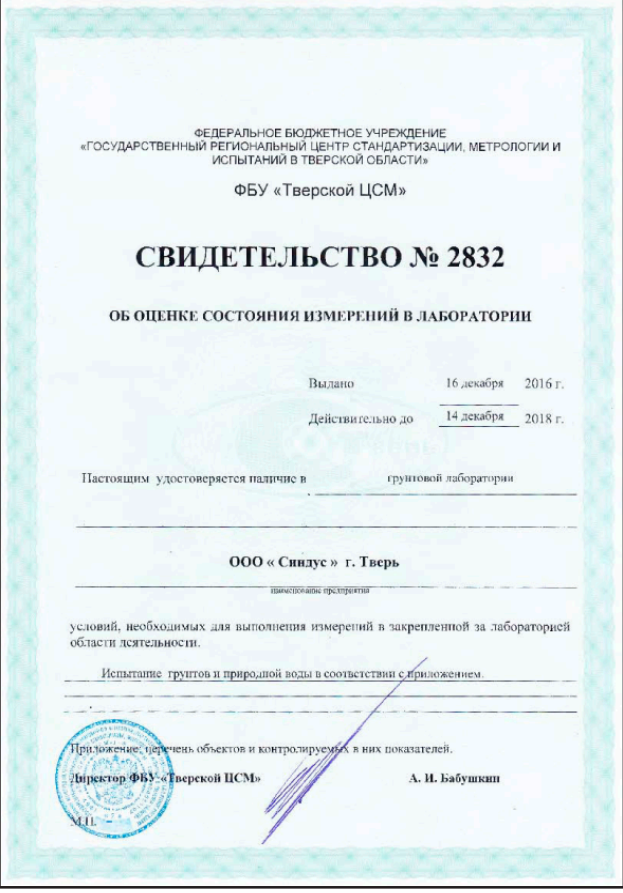 ФЕДЕРАЛЬНОЕ БЮДЖЕТНОЕ УЧРЕЖДЕНИЕ
«ГОСУДАРСТВЕННЫЙ РЕГИОНАЛЬНЫЙ ЦЕНТР СТАНДАРТИЗАЦИИ, МЕТРОЛОГИИ И
ИСПЫТАНИЙ В ТВЕРСКОЙ ОБЛАСТИ»
ФБУ «Тверской ЦСМ»
СВИДЕТЕЛЬСТВО № 2832
ОБ ОЦЕНКЕ СОСТОЯНИЯ ИЗМЕРЕНИЙ В ЛАБОРАТОРИИ
Выдано 16 декабря 2016 г.
Действительно до 14 декабря 2018 г.
Настоящим удостоверяется наличие в грунтовой лаборатории
ООО « Синдус » г. Тверь
наименование предприятия
условий, необходимых для выполнения измерений в закрепленной за лабораторией
области деятельности.
Испытание грунтов и природной воды в соответствии с приложением.
Приложение: перечень объектов и контролируемых в них показателей.
Директор ФБУ «Тверской ЦСМ» А. И. Бабушкин
М.П.